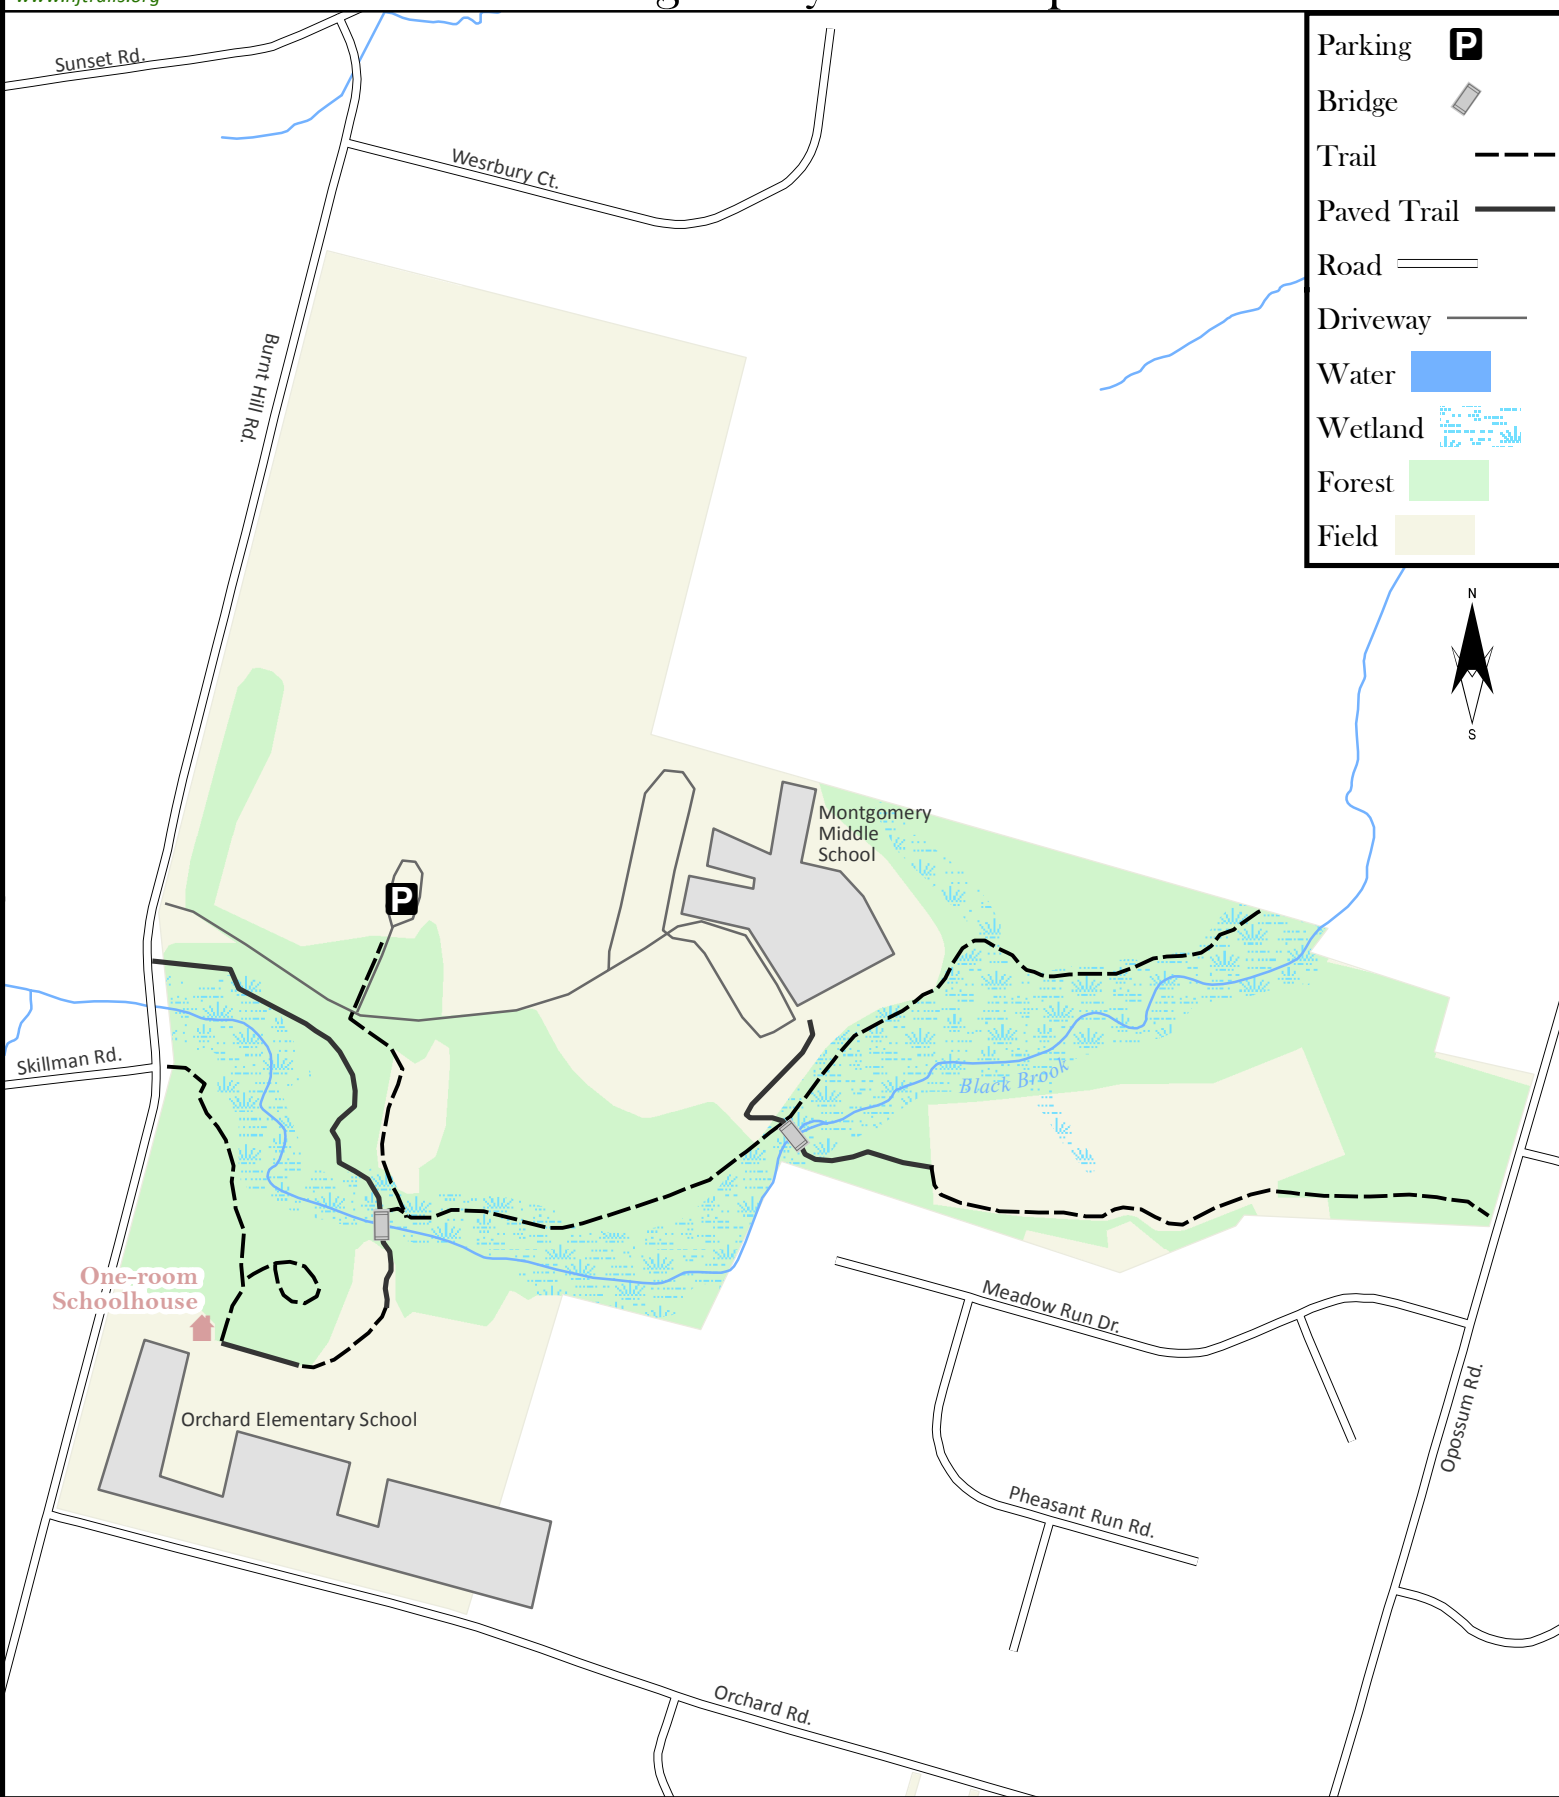 Sunset Rd.
Wesrbury Ct.
Burnt Hill Rd.
Parking P
Bridge
Trail
Paved Trail
Road
Driveway
Water
Wetland
Forest
Field
N
S
Montgomery
Middle
School
P
Skillman Rd.
Black Brook
One-room
Schoolhouse
Meadow Run Dr.
Orchard Elementary School
Opossum Rd.
Pheasant Run Rd.
Orchard Rd.